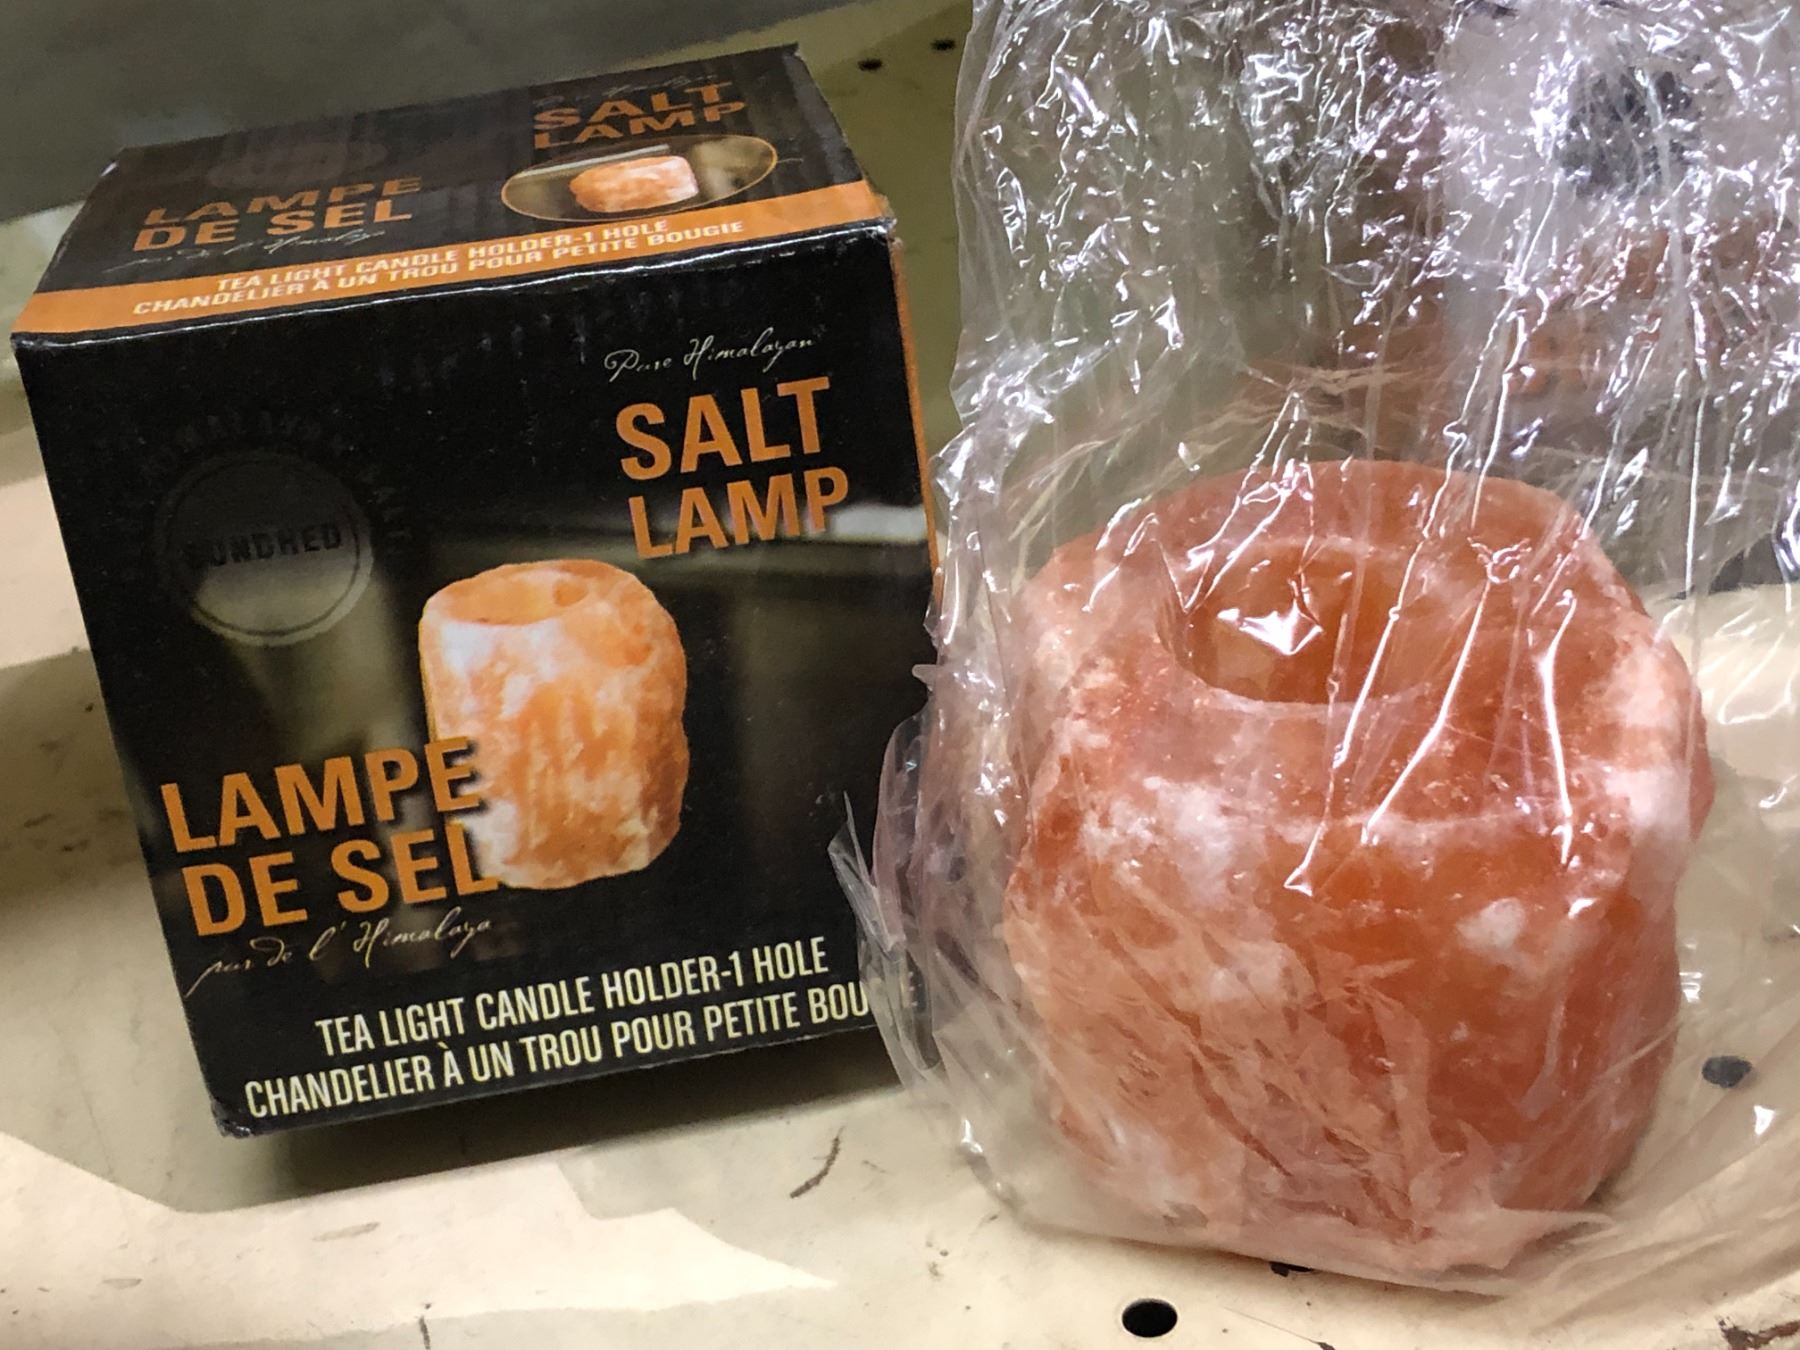 SALT
LAMP
LAMPE
DE SEL
TEA LIGHT CANDLE HOLDER-1 HOLE
CHANDELIER À UN TROU POUR PETITE BOUGIE
Pure Himalayan
SALT
LAMP
LAMPE
DE SEL
pur de l'Himalaya
TEA LIGHT CANDLE HOLDER-1 HOLE
CHANDELIER À UN TROU POUR PETITE BOU